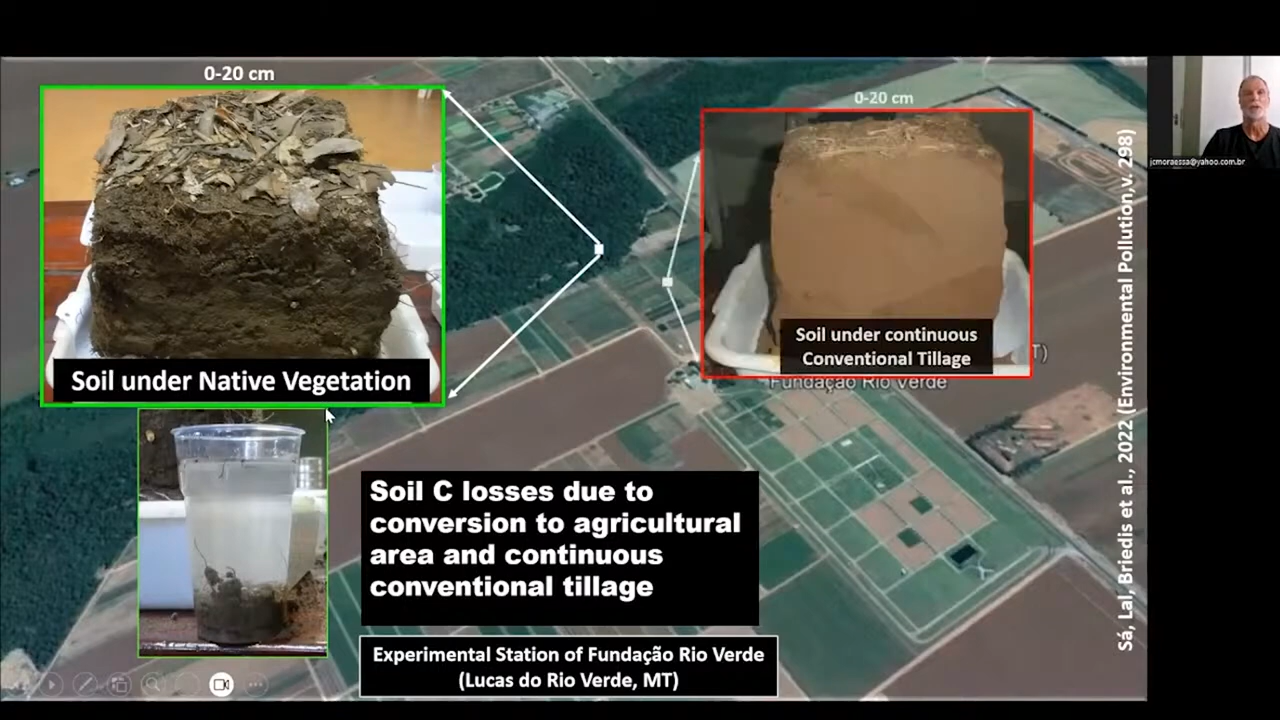 0-20 cm
Soil under Native Vegetation
0-20 cm
Soil under continuous
Conventional Tillage
T)
Fundação Rio Verde
Soil C losses due to
conversion to agricultural
area and continuous
conventional tillage
Experimental Station of Fundação Rio Verde
(Lucas do Rio Verde, MT)
Sá, Lal, Briedis et al., 2022 (Environmental Pollution,v. 298)
jcmoraessa@yahoo.com.br